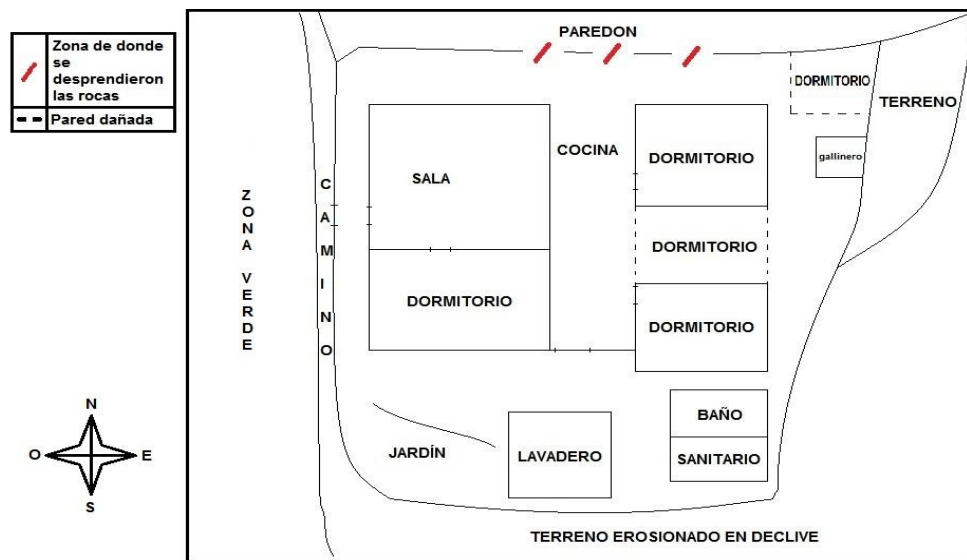 Zona de donde
se
desprendieron
las rocas
Pared dañada
PAREDON
DORMITORIO
TERRENO
gallinero
COCINA
DORMITORIO
SALA
CAMINO
ZONA VERDE
DORMITORIO
DORMITORIO
DORMITORIO
BAÑO
SANITARIO
JARDÍN
LAVADERO
TERRENO EROSIONADO EN DECLIVE
N
O
E
S